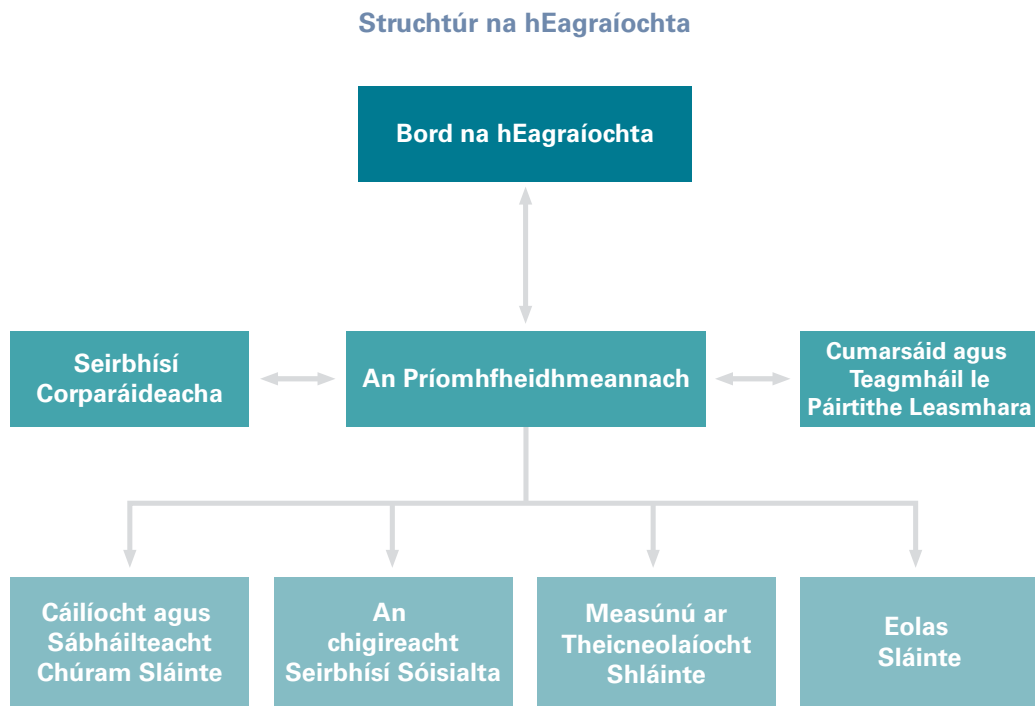 Struchtúr na hEagraíochta
Bord na hEagraíochta
Seirbhísí
Corparáideacha
An Príomhfheidhmeannach
Cumarsáid agus
Teagmháil le
Páirtithe Leasmhara
Cáilíocht agus
Sábháilteacht
Chúram Sláinte
An
chigireacht
Seirbhísí Sóisialta
Measúnú ar
Theicneolaíocht
Shláinte
Eolas
Sláinte